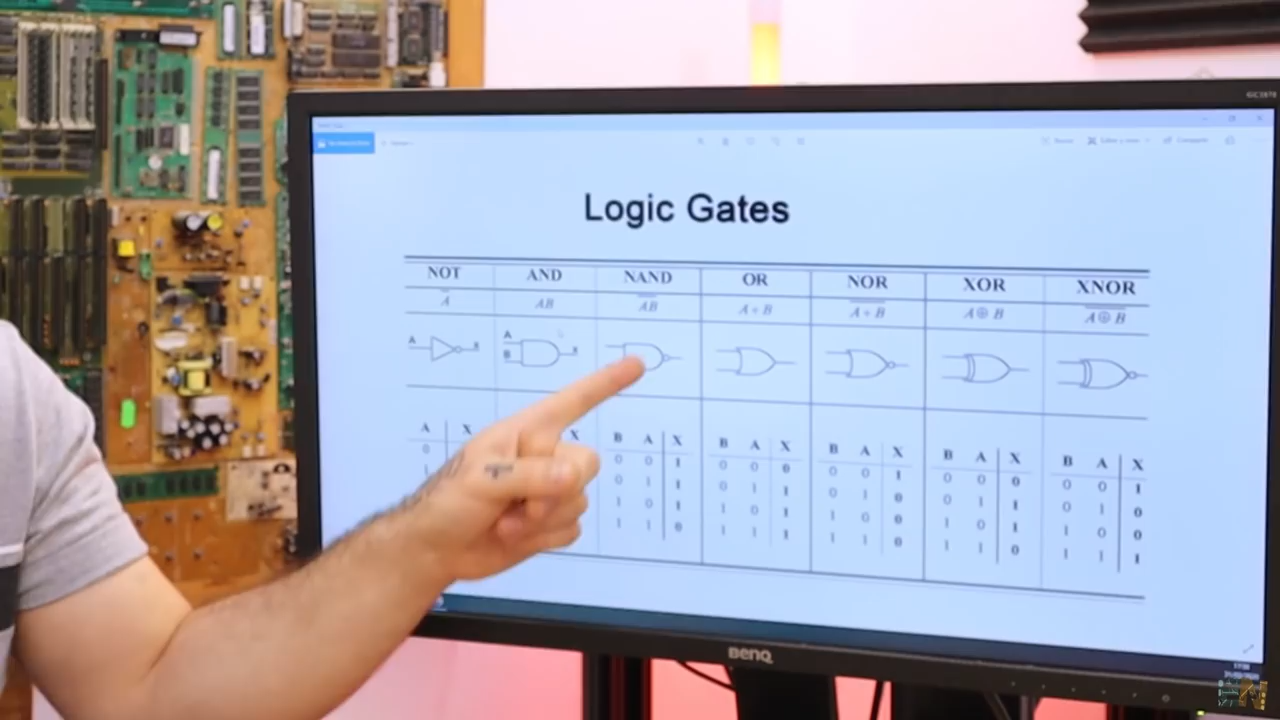 Logic Gates
NOT AND NAND OR NOR XOR XNOR
A̅ AB A̅B̅ A + B A̅ ̅+̅ ̅B̅ A ⊕ B A̅ ̅⊕̅ ̅B̅
A X A B X
A X X B A X B A X B A X B A X B A X
0 0 0 1 0 0 0 0 0 1 0 0 0 0 0 1
1 0 1 1 0 1 1 0 1 0 0 1 1 0 1 0
1 0 1 1 0 1 1 0 0 1 0 1 1 0 0
1 1 0 1 1 1 1 1 0 1 1 0 1 1 1
BENQ